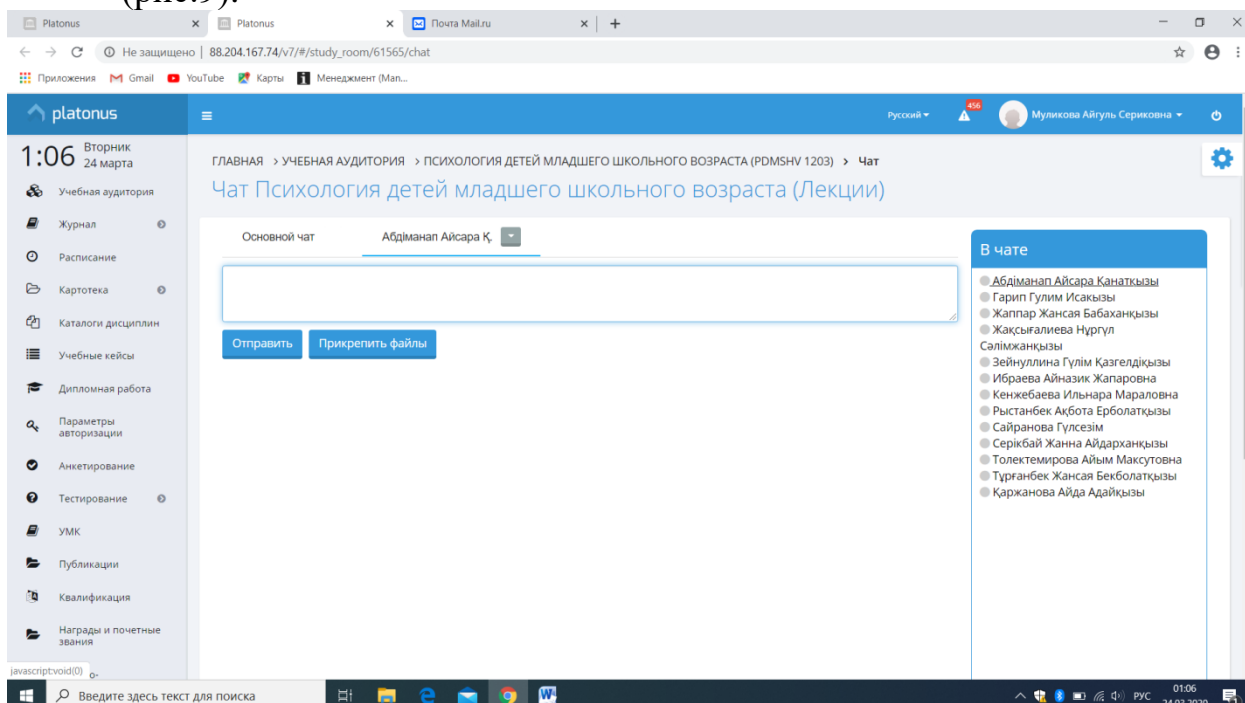 (рис.9).
Platonus
Platonus
Почта Mail.ru
Не защищено | 88.204.167.74/v7/#/study_room/61565/chat
Приложения Gmail YouTube Карты Менеджмент (Man...
platonus
Русский
456
Муликова Айгуль Сериковна
1:06 Вторник
24 марта
Учебная аудитория
Журнал
Расписание
Картотека
Каталоги дисциплин
Учебные кейсы
Дипломная работа
Параметры
авторизации
Анкетирование
Тестирование
УМК
Публикации
Квалификация
Награды и почетные
звания
javascript:void(0)
ГЛАВНАЯ > УЧЕБНАЯ АУДИТОРИЯ > ПСИХОЛОГИЯ ДЕТЕЙ МЛАДШЕГО ШКОЛЬНОГО ВОЗРАСТА (PDMSHV 1203) > Чат
Чат Психология детей младшего школьного возраста (Лекции)
Основной чат Абдіманап Айсара Қ.
Отправить Прикрепить файлы
В чате
Абдіманап Айсара Қанатқызы
Гарип Гулим Исакызы
Жаппар Жансая Бабаханқызы
Жақсығалиева Нұргүл
Сәлімжанқызы
Зейнуллина Гүлім Қазгелдіқызы
Ибраева Айназик Жапаровна
Кенжебаева Ильнара Мараловна
Рыстанбек Ақбота Ерболатқызы
Сайранова Гүлсезім
Серікбай Жанна Айдарханқызы
Толектемирова Айым Максутовна
Тұрғанбек Жансая Бекболатқызы
Қаржанова Айда Адайқызы
Введите здесь текст для поиска
РУС
01:06
24.03.2020